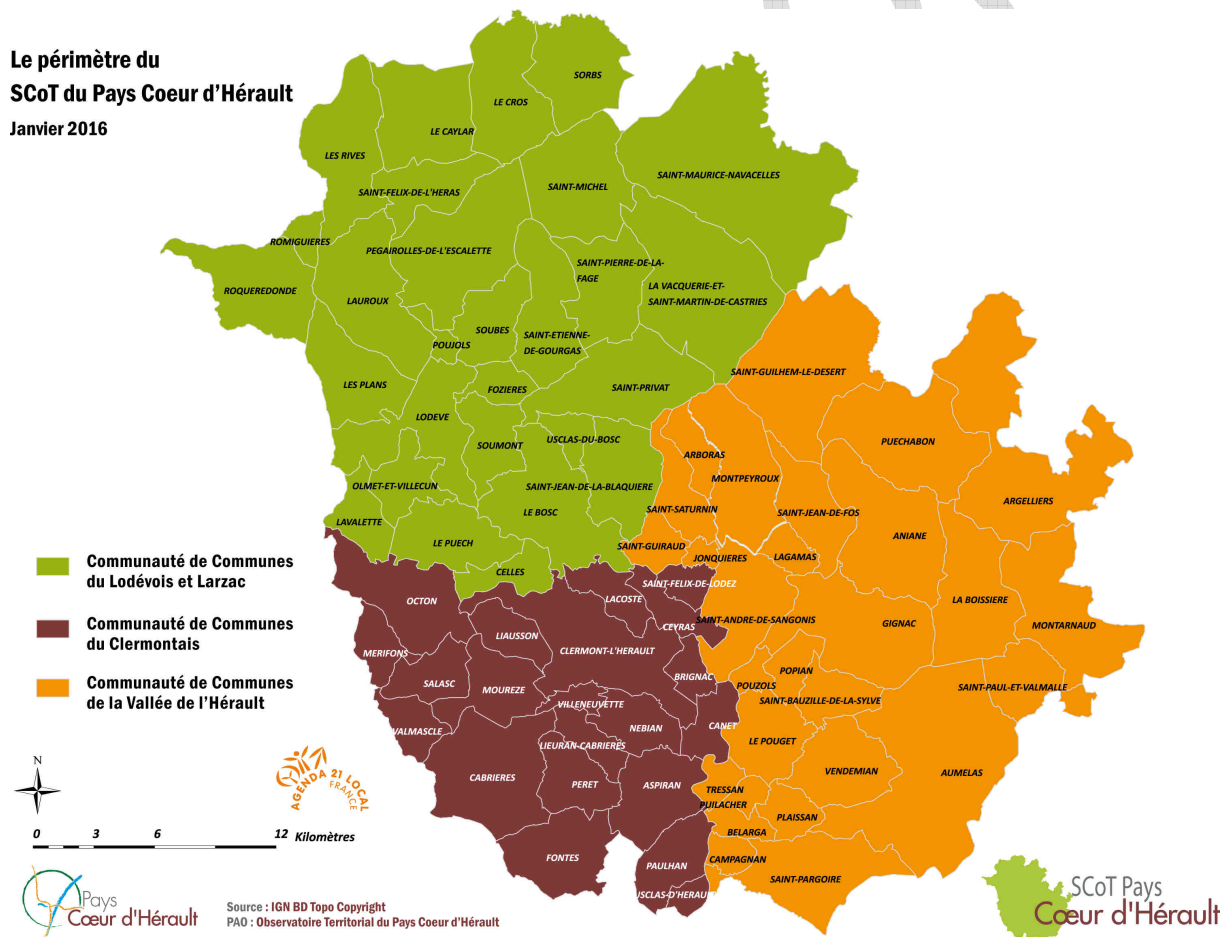 Le périmètre du
SCoT du Pays Coeur d'Hérault
Janvier 2016
SORBS
LE CROS
LE CAYLAR
LES RIVES
SAINT-MAURICE-NAVACELLES
SAINT-MICHEL
SAINT-FELIX-DE-L'HERAS
ROMIGUIERES
PEGAIROLLES-DE-L'ESCALETTE
SAINT-PIERRE-DE-LA-
FAGE
ROQUEREDONDE
LA VACQUERIE-ET-
SAINT-MARTIN-DE-CASTRIES
LAUROUX
SOUBES
SAINT-ETIENNE-
DE-GOURGAS
POUJOLS
SAINT-GUILHEM-LE-DESERT
LES PLANS
FOZIERES
SAINT-PRIVAT
LODEVE
SOUMONT
USCLAS-DU-BOSC
PUECHABON
ARBORAS
MONTPEYROUX
OLMET-ET-VILLECUN
SAINT-JEAN-DE-LA-BLAQUIERE
ARGELLIERS
LE BOSC
SAINT-SATURNIN
SAINT-JEAN-DE-FOS
LAVALETTE
ANIANE
LE PUECH
SAINT-GUIRAUD
JONQUIERES
LAGAMAS
CELLES
SAINT-FELIX-DE-LODEZ
OCTON
LACOSTE
LA BOISSIERE
SAINT-ANDRE-DE-SANGONIS
CEYRAS
GIGNAC
MONTARNAUD
LIAUSSON
CLERMONT-L'HERAULT
MERIFONS
SALASC
MOUREZE
BRIGNAC
POPIAN
POUZOLS
SAINT-PAUL-ET-VALMALLE
SAINT-BAUZILLE-DE-LA-SYLVE
VILLENEUVETTE
VALMASCLE
NEBIAN
CANET
LIEURAN-CABRIERES
LE POUGET
CABRIERES
PERET
ASPIRAN
VENDEMIAN
AUMELAS
TRESSAN
PUILACHER
PLAISSAN
BELARGA
FONTES
PAULHAN
CAMPAGNAN
SAINT-PARGOIRE
USCLAS-D'HERAULT
Communauté de Communes
du Lodévois et Larzac
Communauté de Communes
du Clermontais
Communauté de Communes
de la Vallée de l'Hérault
N
AGENDA 21 LOCAL
FRANCE
0 3 6 12 Kilomètres
Pays
Cœur d'Hérault
Source : IGN BD Topo Copyright
PAO : Observatoire Territorial du Pays Coeur d'Hérault
SCoT Pays
Cœur d'Hérault